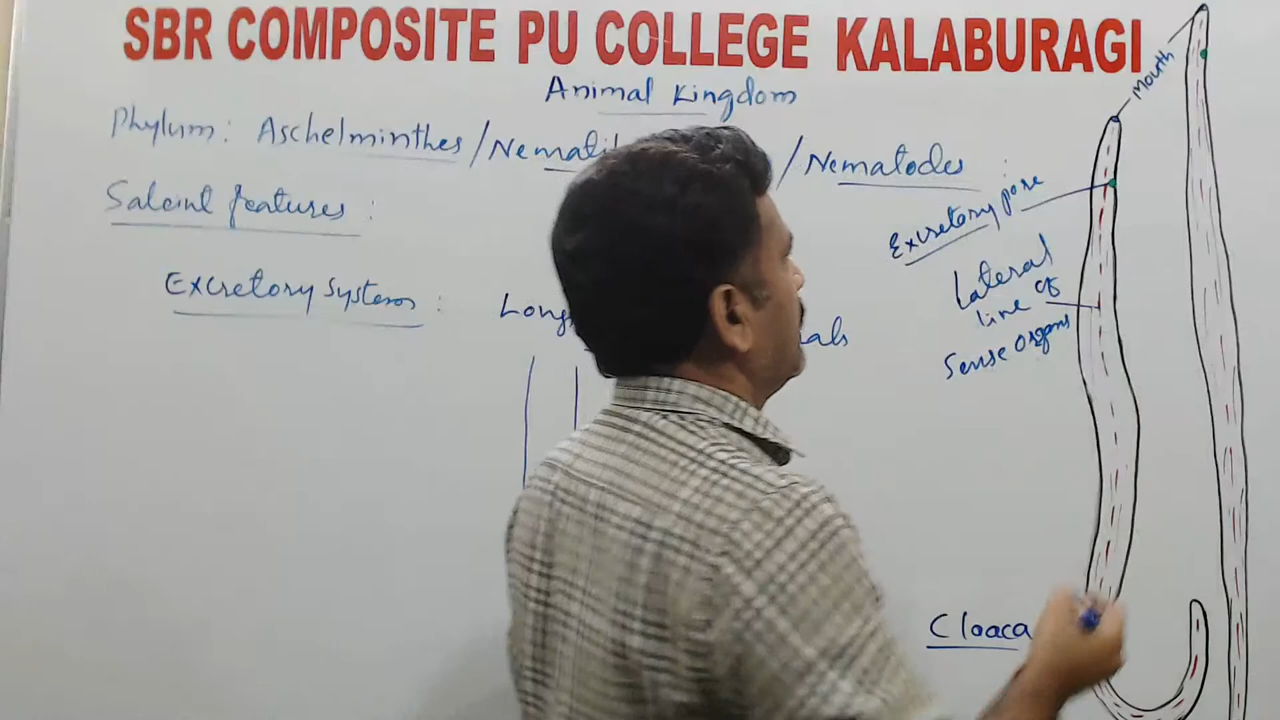 SBR COMPOSITE PU COLLEGE KALABURAGI
Animal Kingdom
Phylum: Aschelminthes / / Nematodes :
Salcint features :
Excretory System :
Mouth
Excretory pore
Lateral
line of
Sense Organs
Cloaca